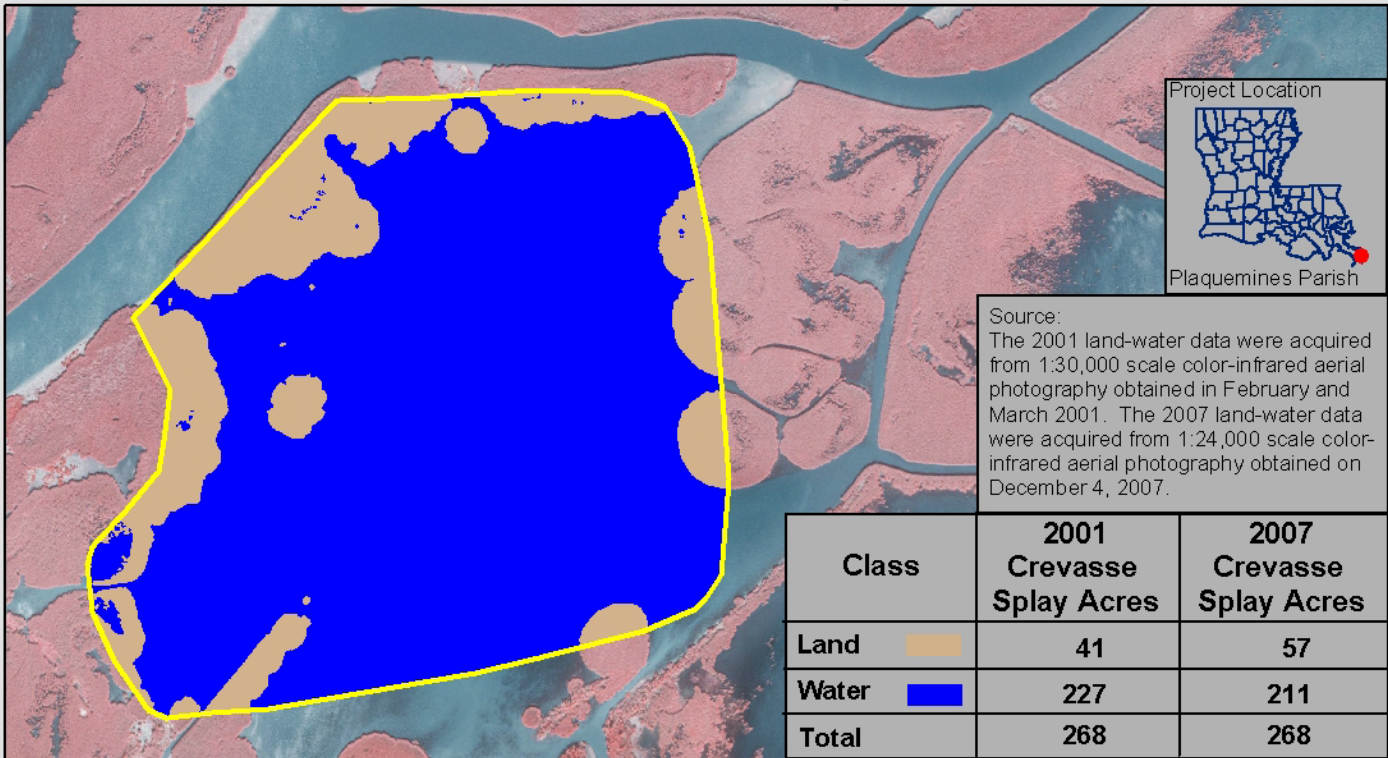 Project Location
Plaquemines Parish
Source:
The 2001 land-water data were acquired
from 1:30,000 scale color-infrared aerial
photography obtained in February and
March 2001.  The 2007 land-water data
were acquired from 1:24,000 scale color-
infrared aerial photography obtained on
December 4, 2007.
Class
2001
Crevasse
Splay Acres
2007
Crevasse
Splay Acres
Land 41 57
Water 227 211
Total 268 268